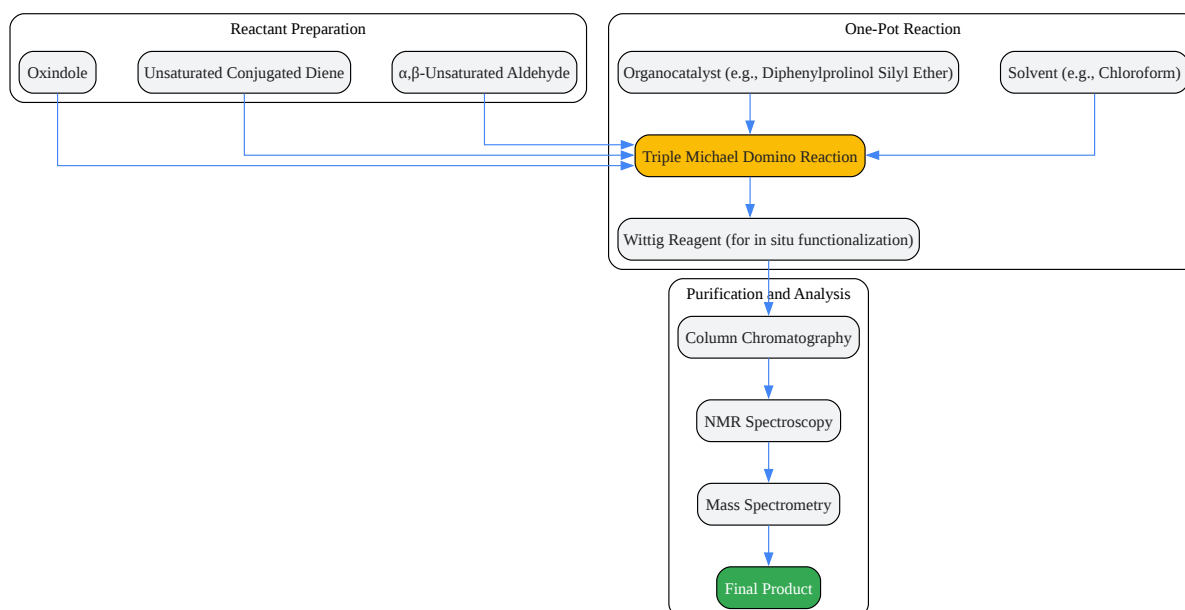 Reactant Preparation
One-Pot Reaction
Oxindole
Unsaturated Conjugated Diene
α,β-Unsaturated Aldehyde
Organocatalyst (e.g., Diphenylprolinol Silyl Ether)
Solvent (e.g., Chloroform)
Triple Michael Domino Reaction
Wittig Reagent (for in situ functionalization)
Purification and Analysis
Column Chromatography
NMR Spectroscopy
Mass Spectrometry
Final Product